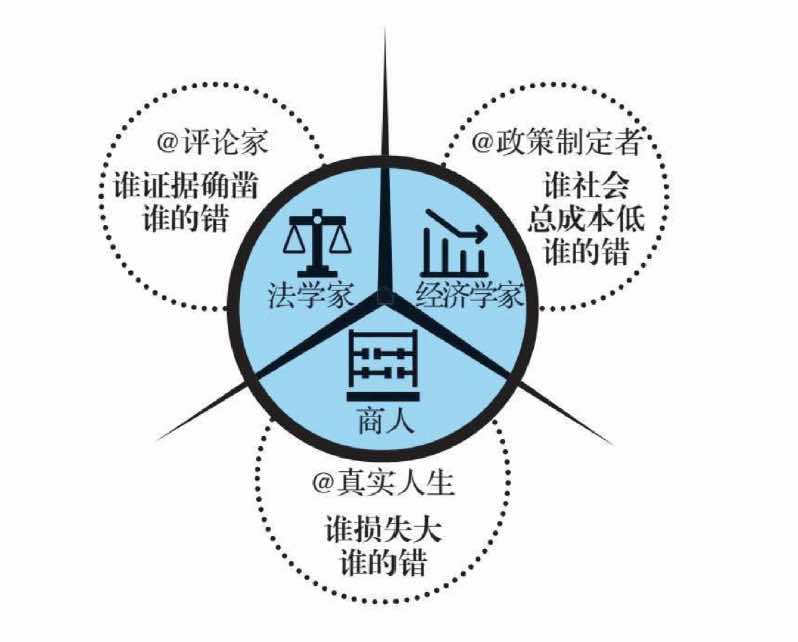 @评论家
谁证据确凿
谁的错
@政策制定者
谁社会
总成本低
谁的错
法学家
经济学家
商人
@真实人生
谁损失大
谁的错